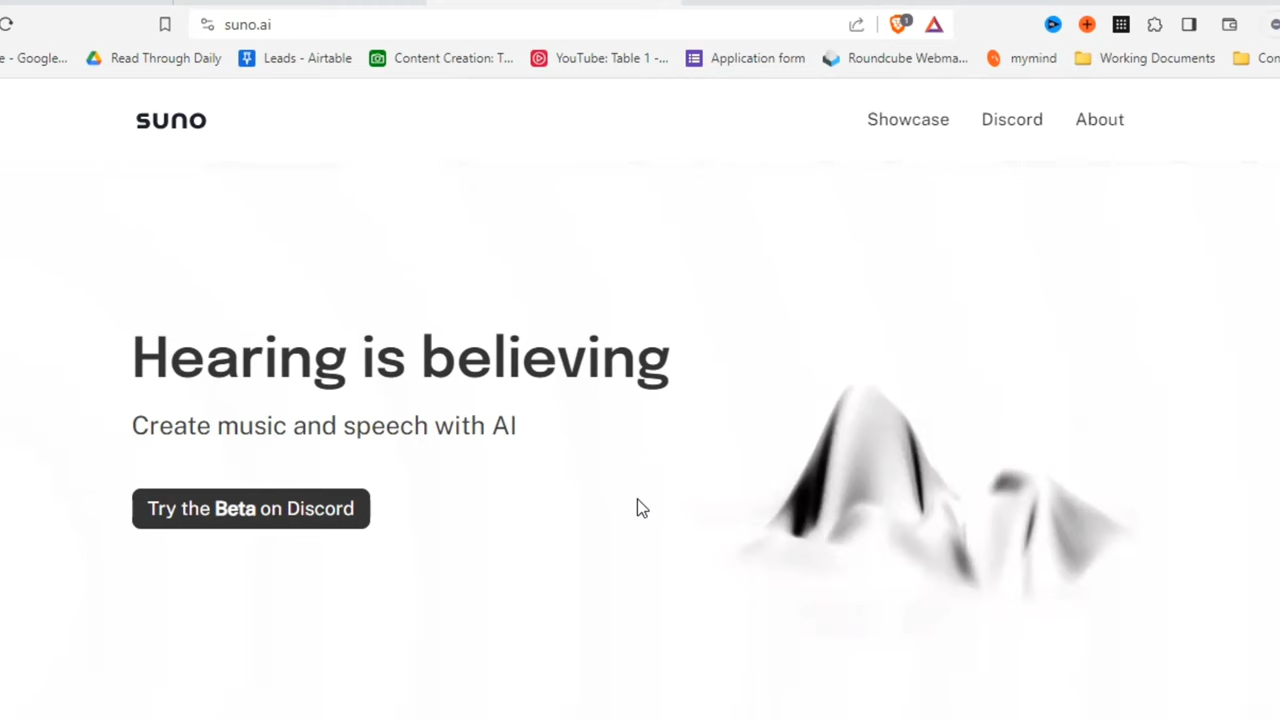 suno.ai
1
e - Google...
Read Through Daily
Leads - Airtable
Content Creation: T...
YouTube: Table 1 -...
Application form
Roundcube Webma...
mymind
Working Documents
Con
suno
Showcase
Discord
About
Hearing is believing
Create music and speech with AI
Try the Beta on Discord